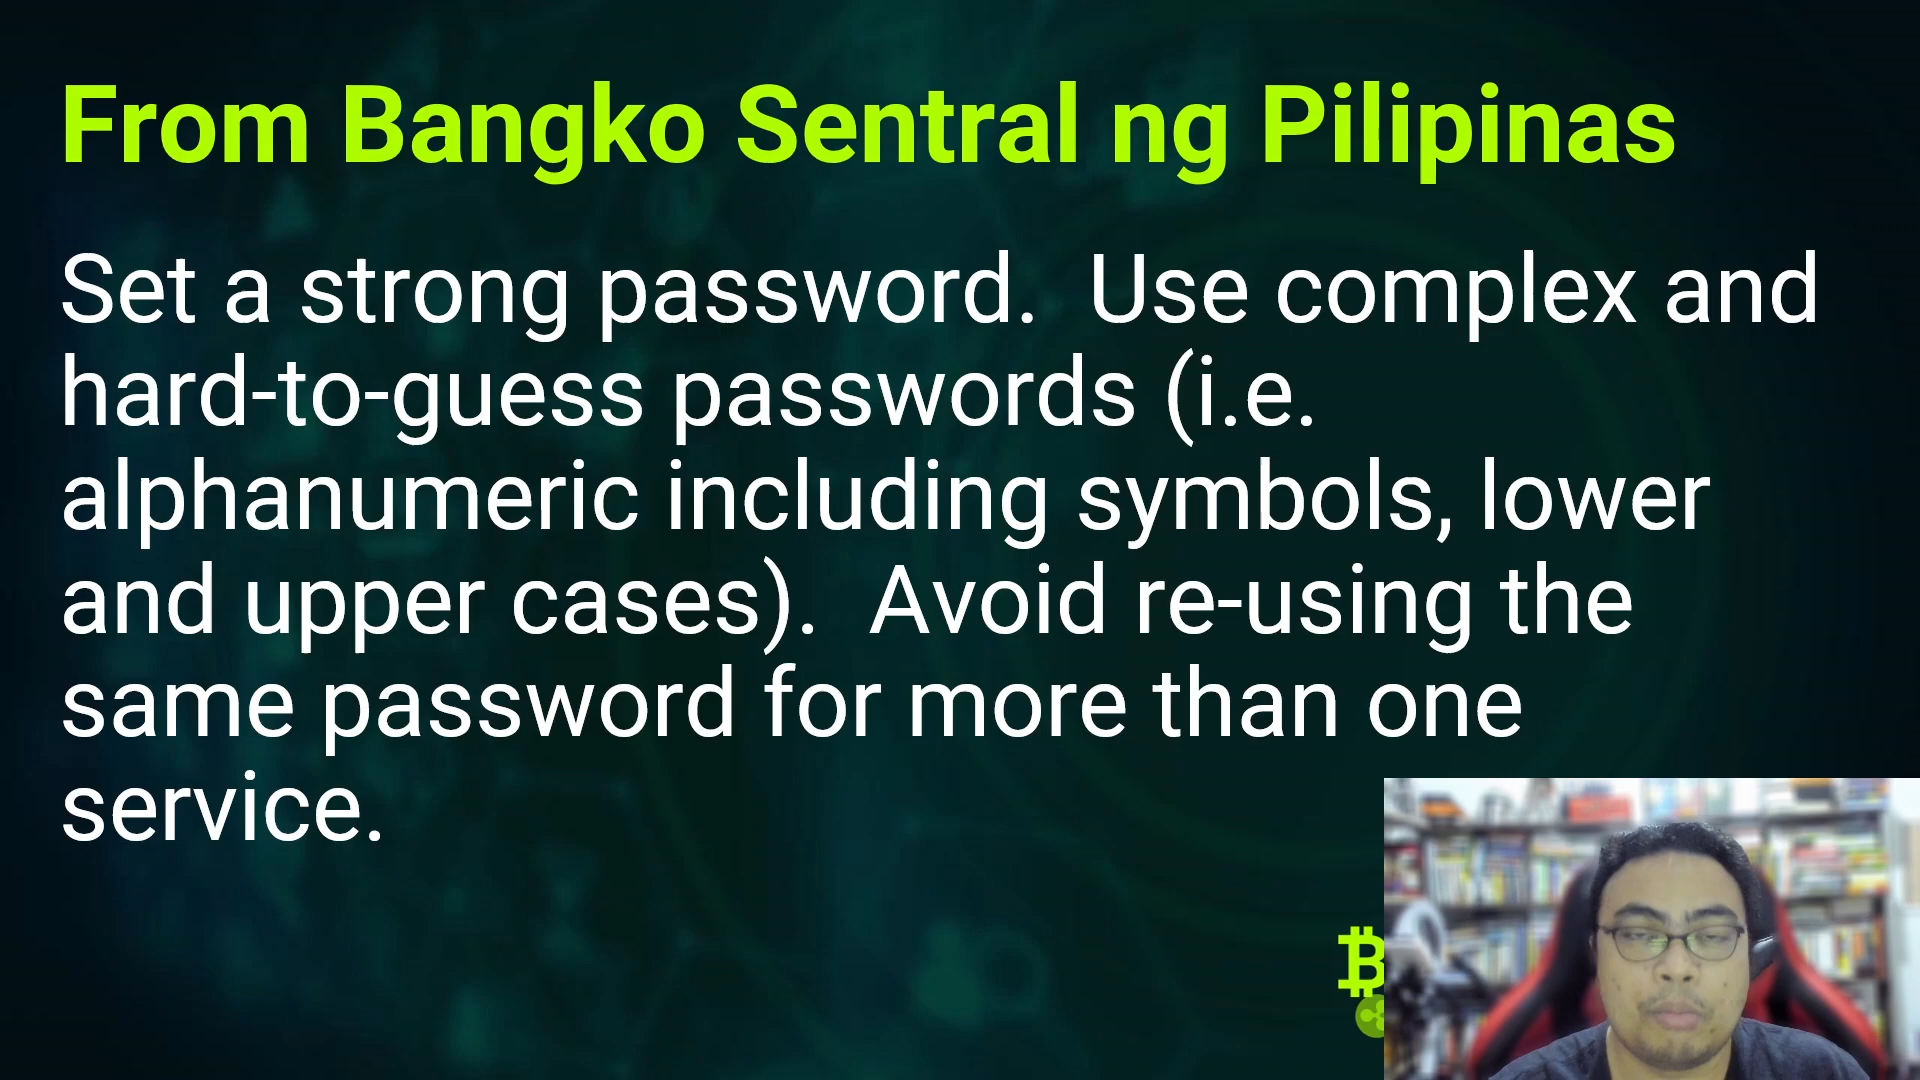 From Bangko Sentral ng Pilipinas
Set a strong password.  Use complex and
hard-to-guess passwords (i.e.
alphanumeric including symbols, lower
and upper cases).  Avoid re-using the
same password for more than one
service.